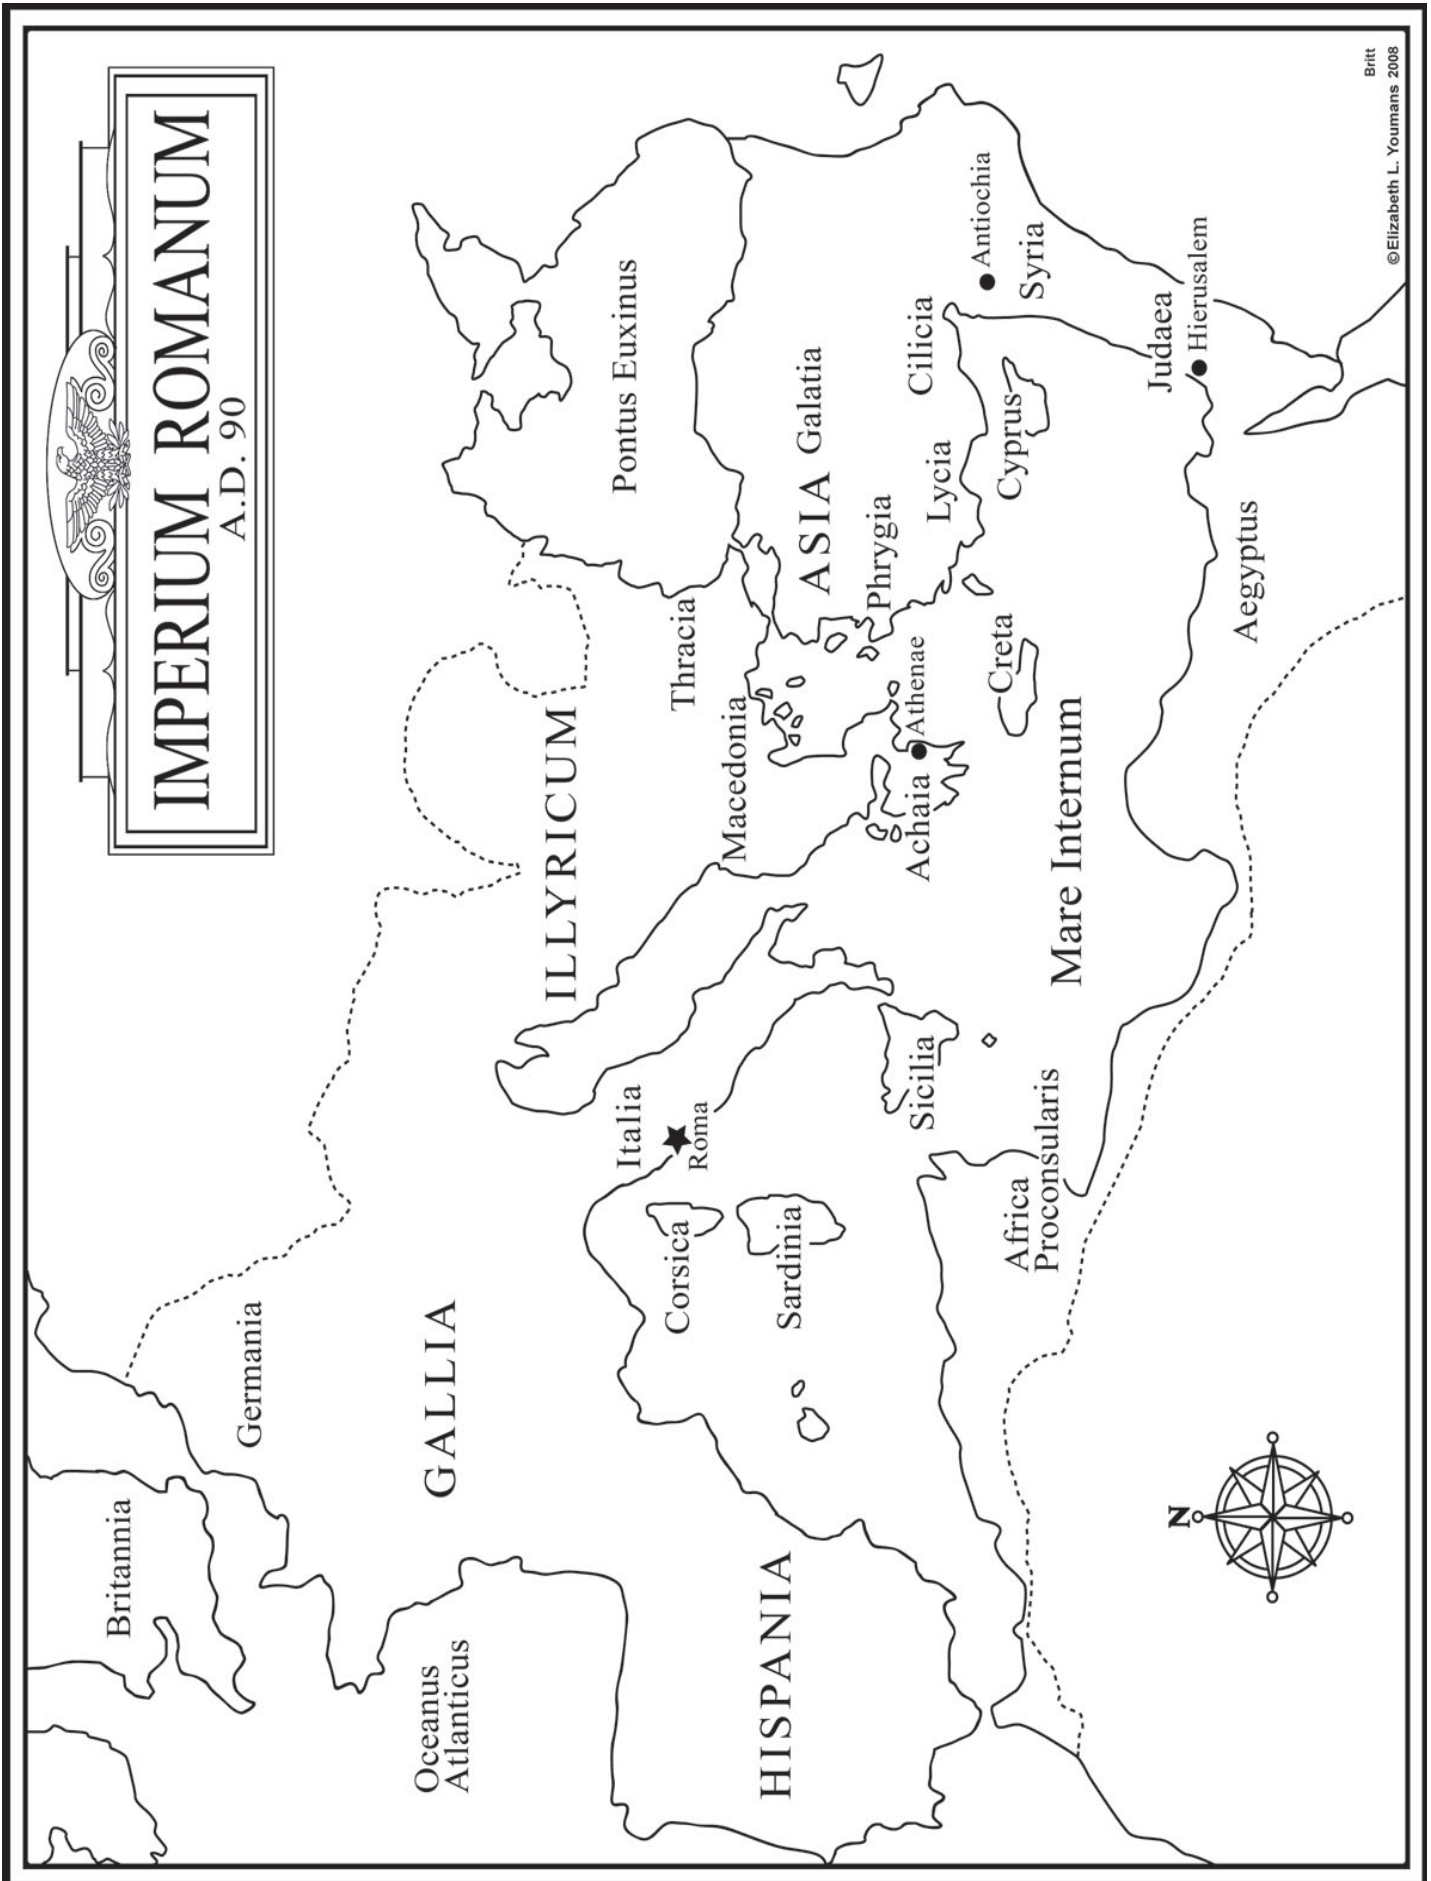 IMPERIUM ROMANUM
A.D. 90
Britannia
Germania
GALLIA
Oceanus
Atlanticus
HISPANIA
ILLYRICUM
Italia
Roma
Corsica
Sardinia
Sicilia
Thracia
Macedonia
Achaia
Athenae
Creta
Pontus Euxinus
ASIA
Galatia
Phrygia
Lycia
Cilicia
Cyprus
Antiochia
Syria
Judaea
Hierusalem
Aegyptus
Mare Internum
Africa
Proconsularis
N
Britt
©Elizabeth L. Youmans 2008